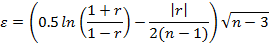 ε = (0.5 ln((1 + r)/(1 − r)) − |r|/(2(n − 1))) √(n − 3)